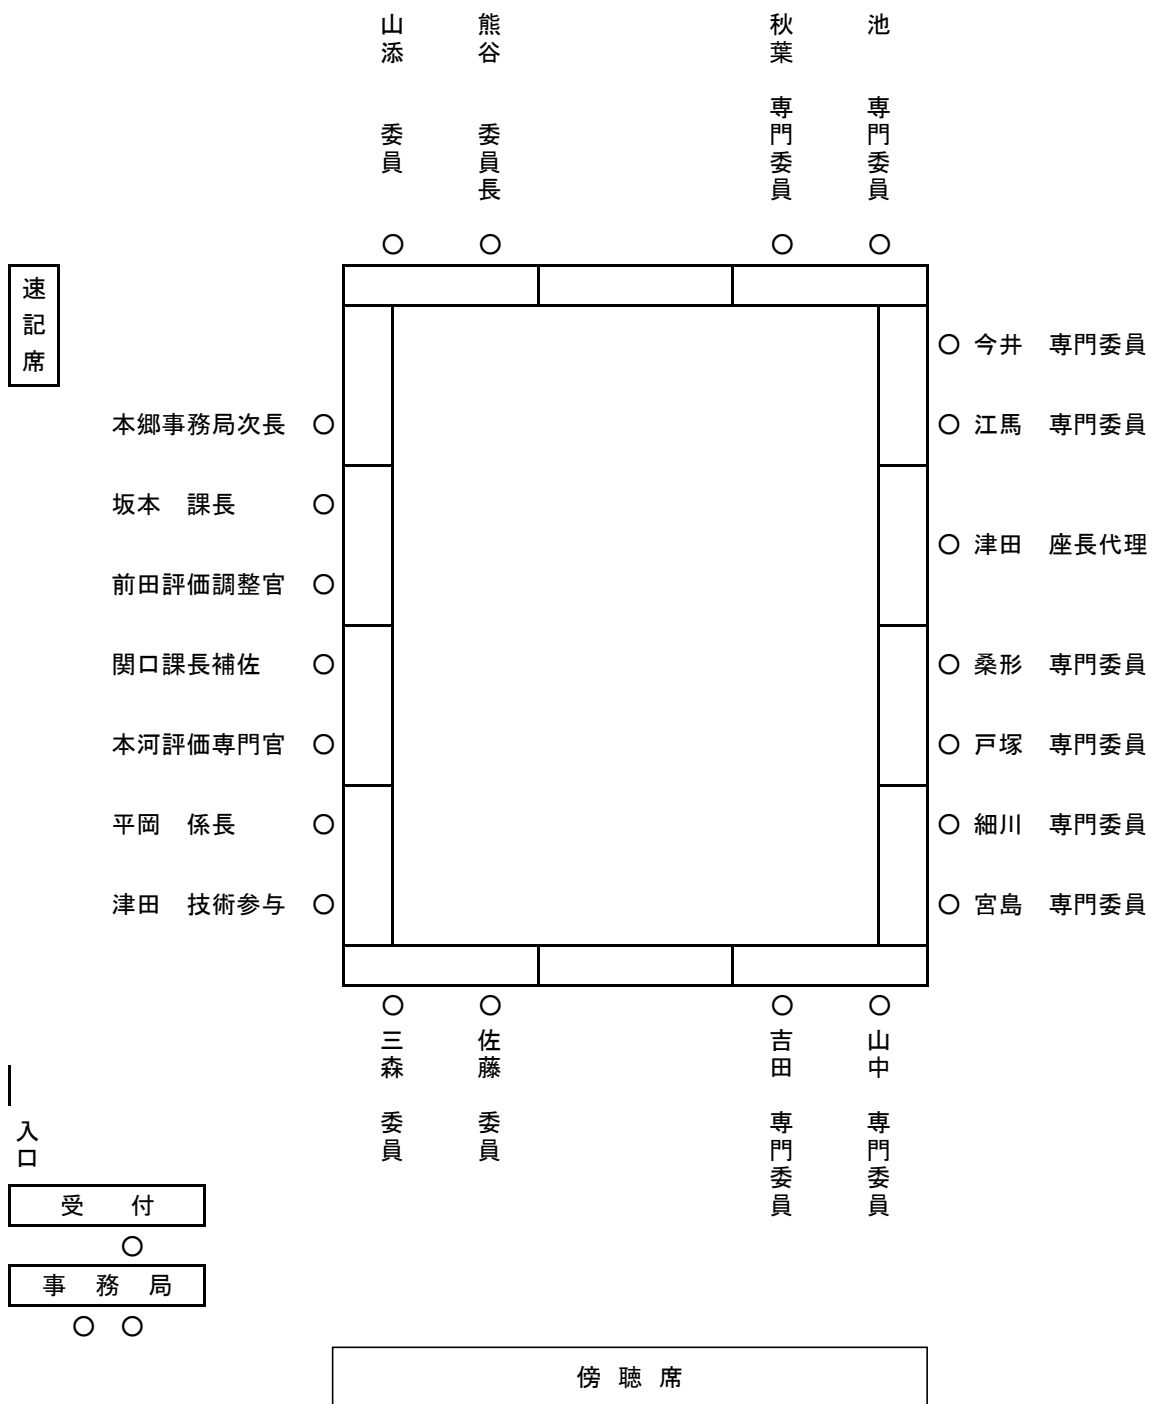 山添　委員
熊谷　委員長
秋葉　専門委員
池　専門委員
速記席
今井　専門委員
本郷事務局次長
江馬　専門委員
坂本　課長
津田　座長代理
前田評価調整官
関口課長補佐
桑形　専門委員
本河評価専門官
戸塚　専門委員
平岡　係長
細川　専門委員
津田　技術参与
宮島　専門委員
三森　委員
佐藤　委員
吉田　専門委員
山中　専門委員
入口
受　付
事　務　局
傍　聴　席